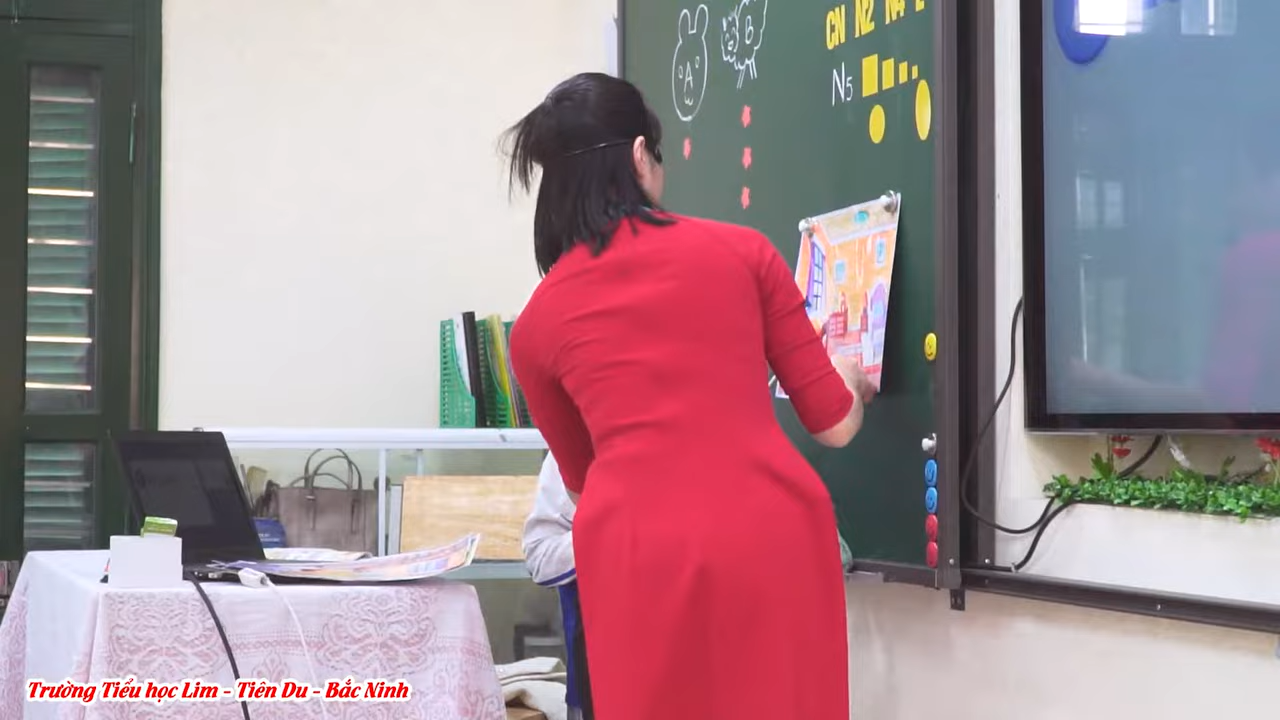 A
B
CN N2 N4
N5
Trường Tiểu học Lim - Tiên Du - Bắc Ninh